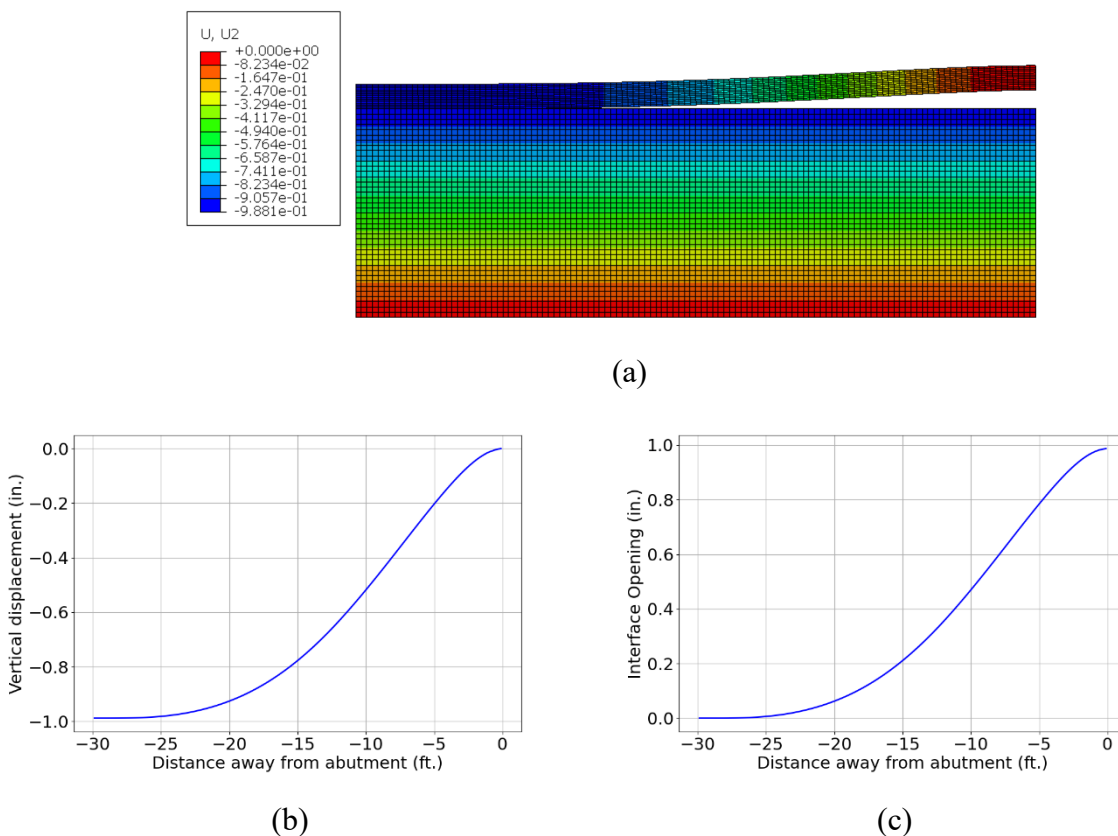 U, U2
+0.000e+00
-8.234e-02
-1.647e-01
-2.470e-01
-3.294e-01
-4.117e-01
-4.940e-01
-5.764e-01
-6.587e-01
-7.411e-01
-8.234e-01
-9.057e-01
-9.881e-01
(a)
Vertical displacement (in.)
0.0
−0.2
−0.4
−0.6
−0.8
−1.0
−30 −25 −20 −15 −10 −5 0
Distance away from abutment (ft.)
(b)
Interface Opening (in.)
1.0
0.8
0.6
0.4
0.2
0.0
−30 −25 −20 −15 −10 −5 0
Distance away from abutment (ft.)
(c)